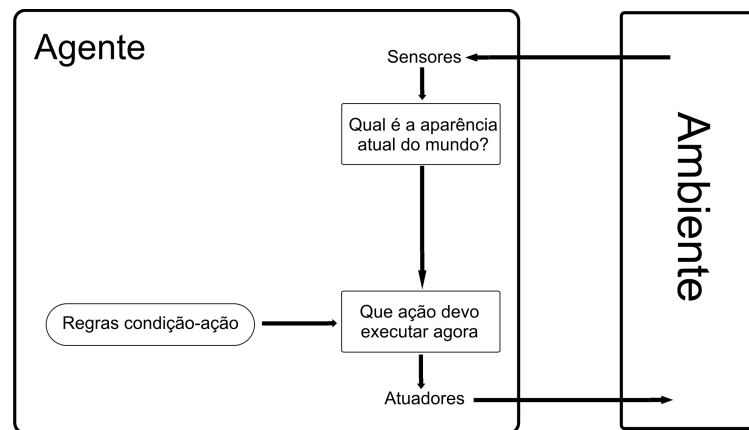 Agente
Sensores
Qual é a aparência
atual do mundo?
Ambiente
Regras condição-ação
Que ação devo
executar agora
Atuadores